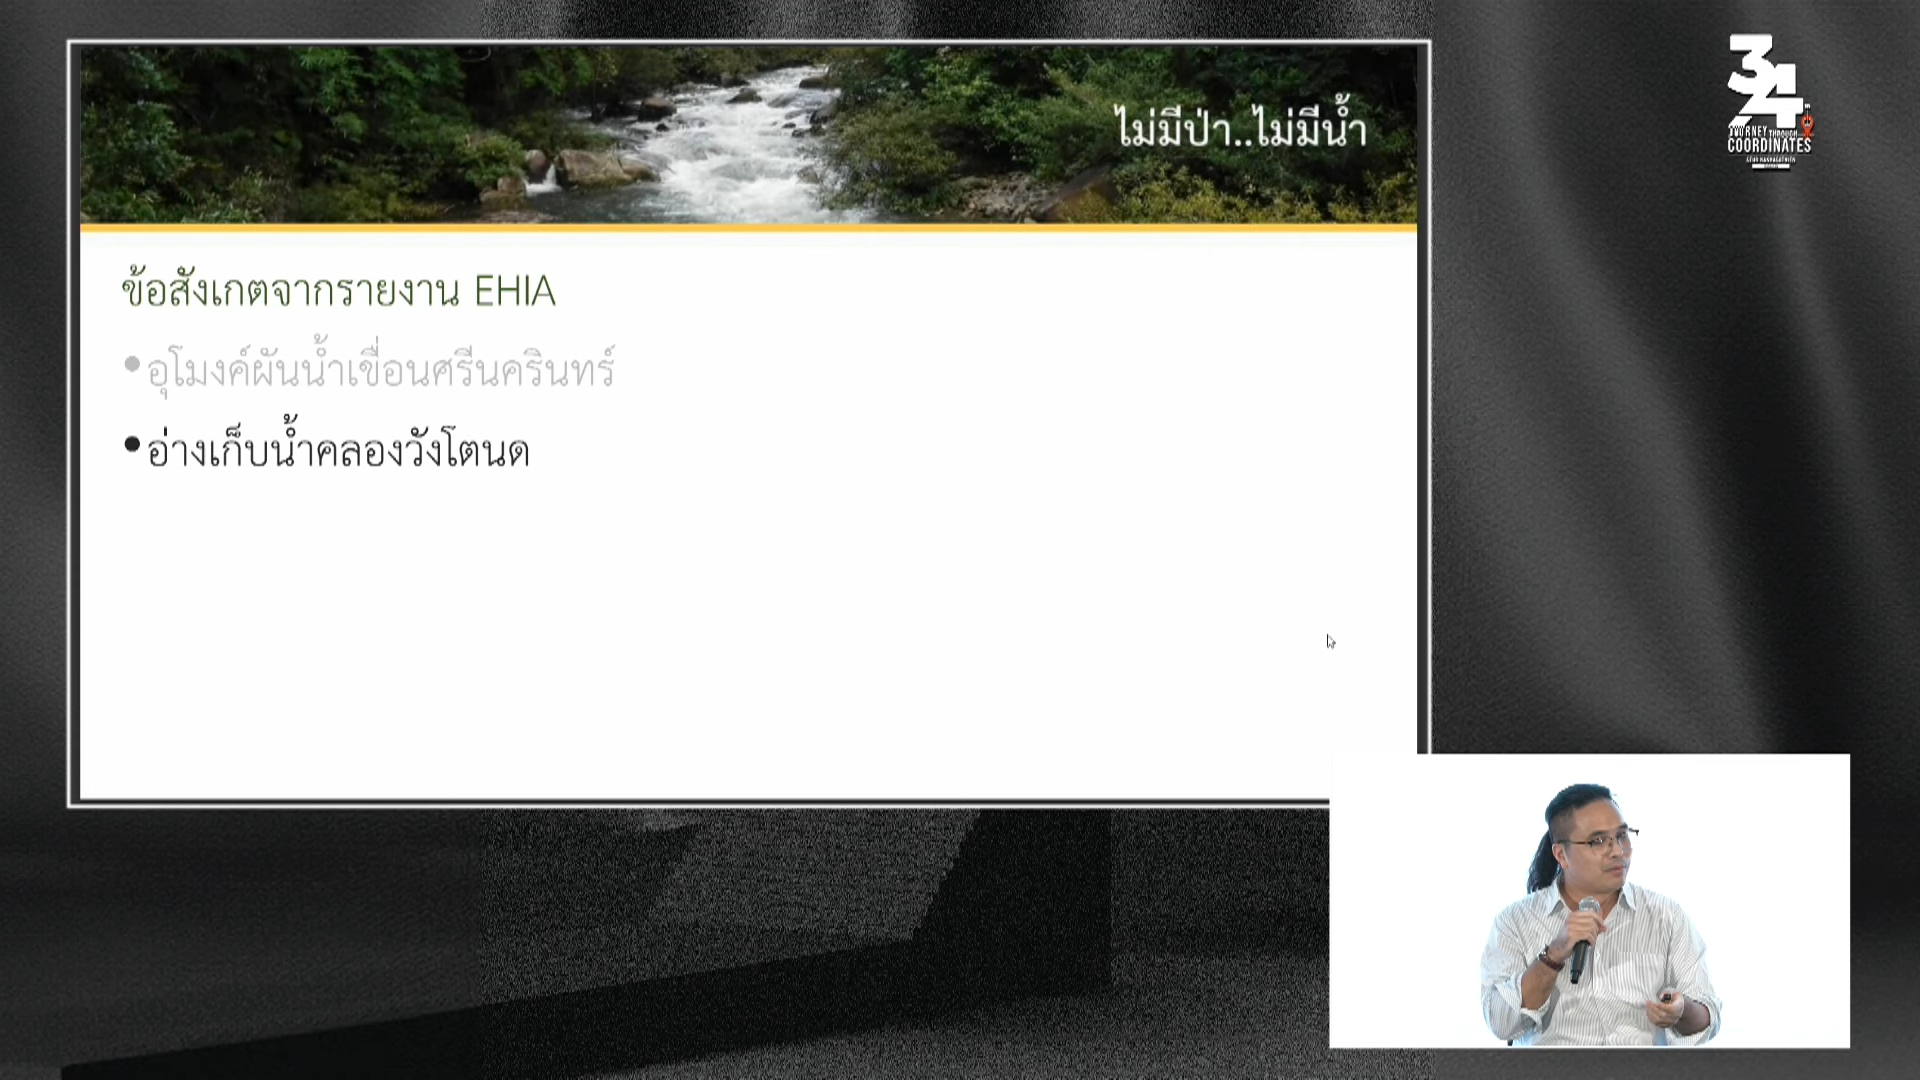 ไม่มีป่า..ไม่มีน้ำ
ข้อสังเกตจากรายงาน EHIA
•อุโมงค์ผันน้ำเขื่อนศรีนครินทร์
•อ่างเก็บน้ำคลองวังโตนด
34
JOURNEY THROUGH
COORDINATES